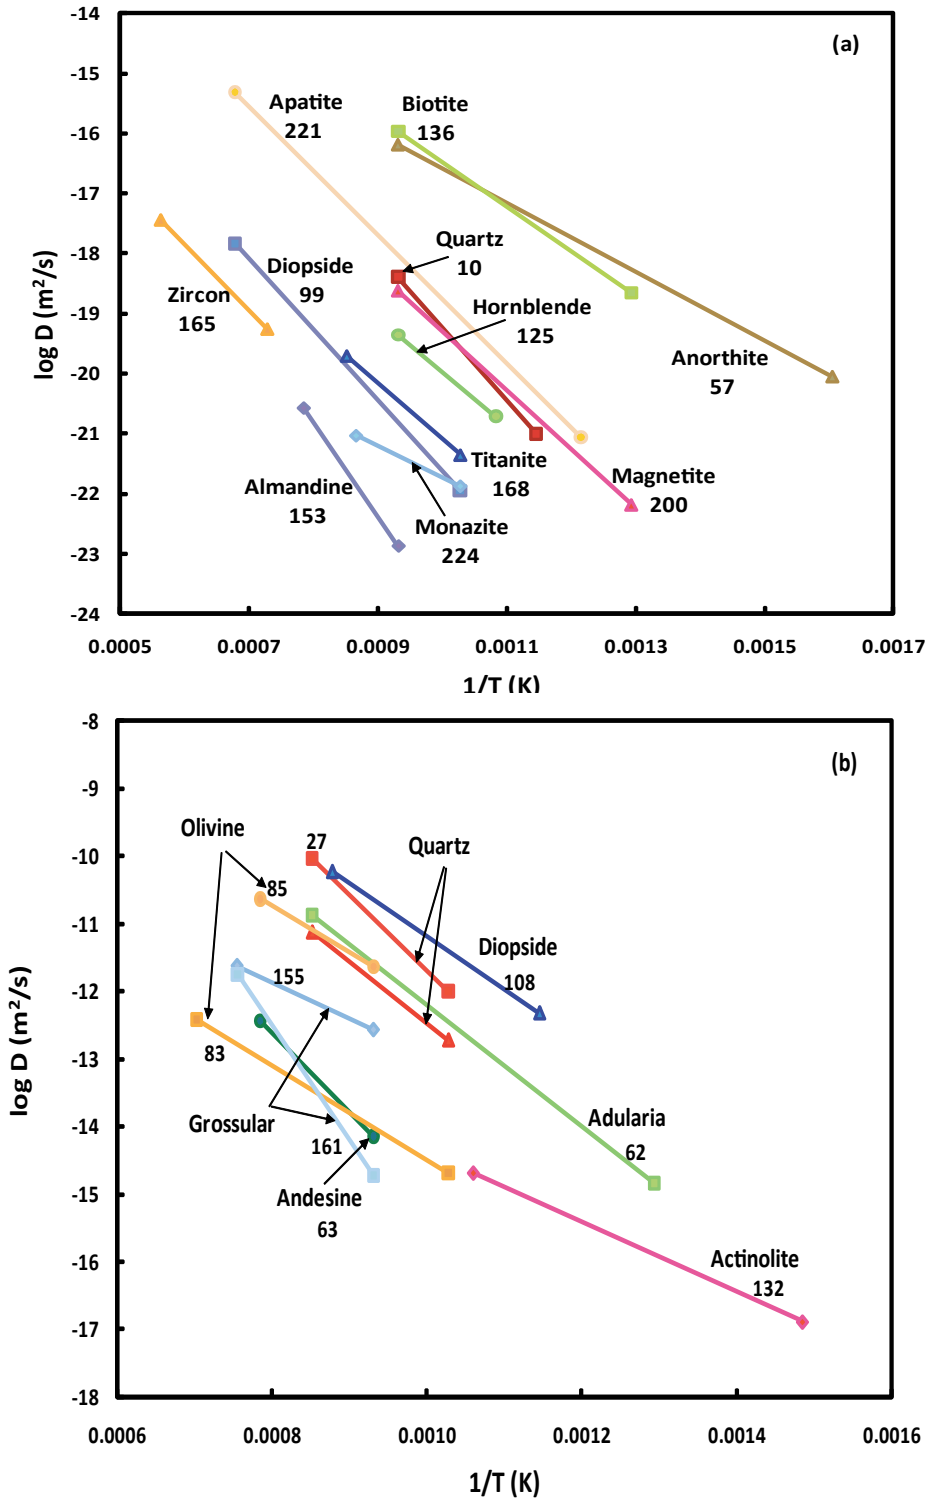 -14
(a)
-15
Apatite
221
Biotite
136
-16
-17
-18
Quartz
10
Diopside
99
Zircon
165
Hornblende
125
-19
log D (m²/s)
Anorthite
57
-20
-21
Titanite
168
Magnetite
200
Almandine
153
-22
Monazite
224
-23
-24
0.0005 0.0007 0.0009 0.0011 0.0013 0.0015 0.0017
1/T (K)
-8
(b)
-9
Olivine
27
Quartz
-10
85
-11
Diopside
108
155
-12
log D (m²/s)
83
-13
Grossular
161
Adularia
62
-14
Andesine
63
-15
Actinolite
132
-16
-17
-18
0.0006 0.0008 0.0010 0.0012 0.0014 0.0016
1/T (K)